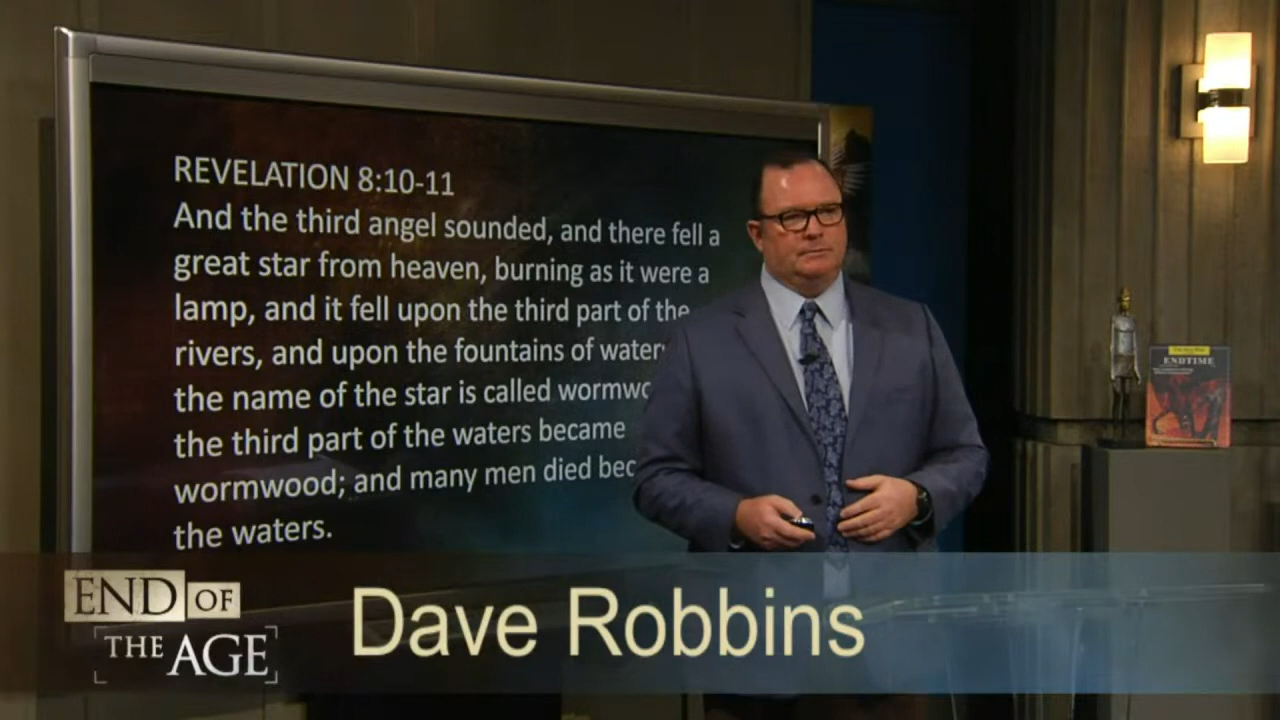 REVELATION 8:10-11
And the third angel sounded, and there fell a
great star from heaven, burning as it were a
lamp, and it fell upon the third part of the
rivers, and upon the fountains of water
the name of the star is called wormwo
the third part of the waters became
wormwood; and many men died bec
the waters.
ENDTIME
END OF
THE AGE
Dave Robbins